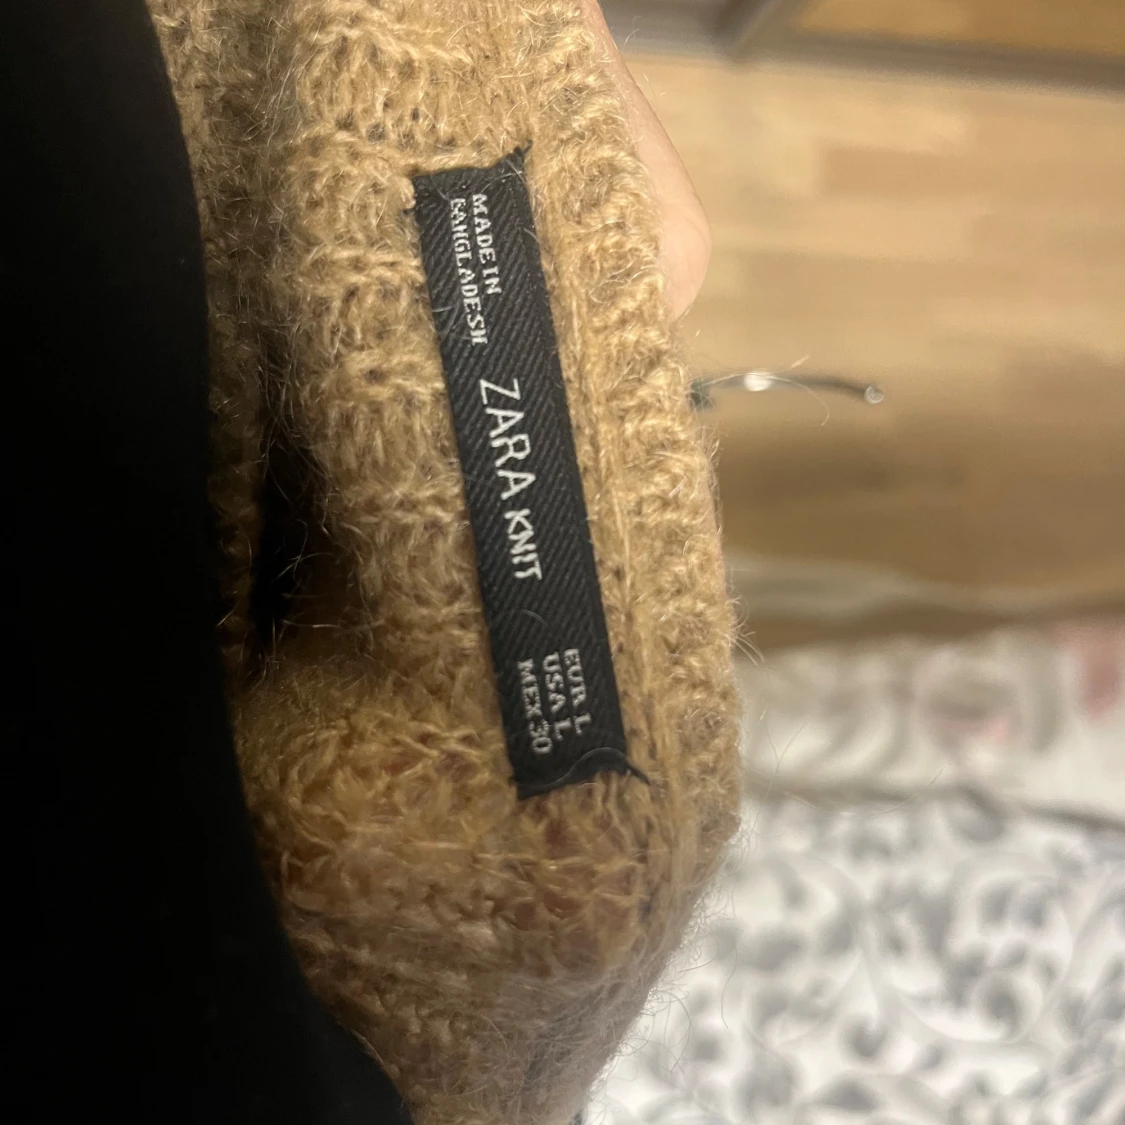 MADE IN
BANGLADESH
ZARA KNIT
EUR L
USA L
MEX 30